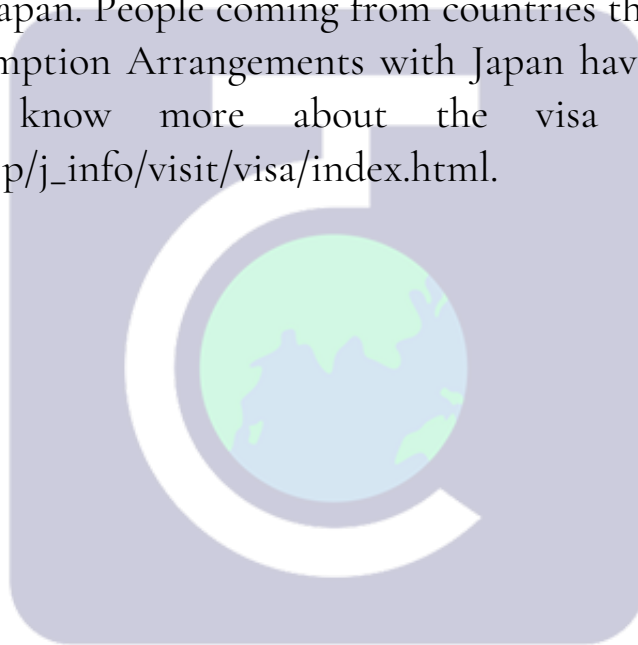 apan. People coming from countries th
mption Arrangements with Japan hav
know more about the visa
p/j_info/visit/visa/index.html.